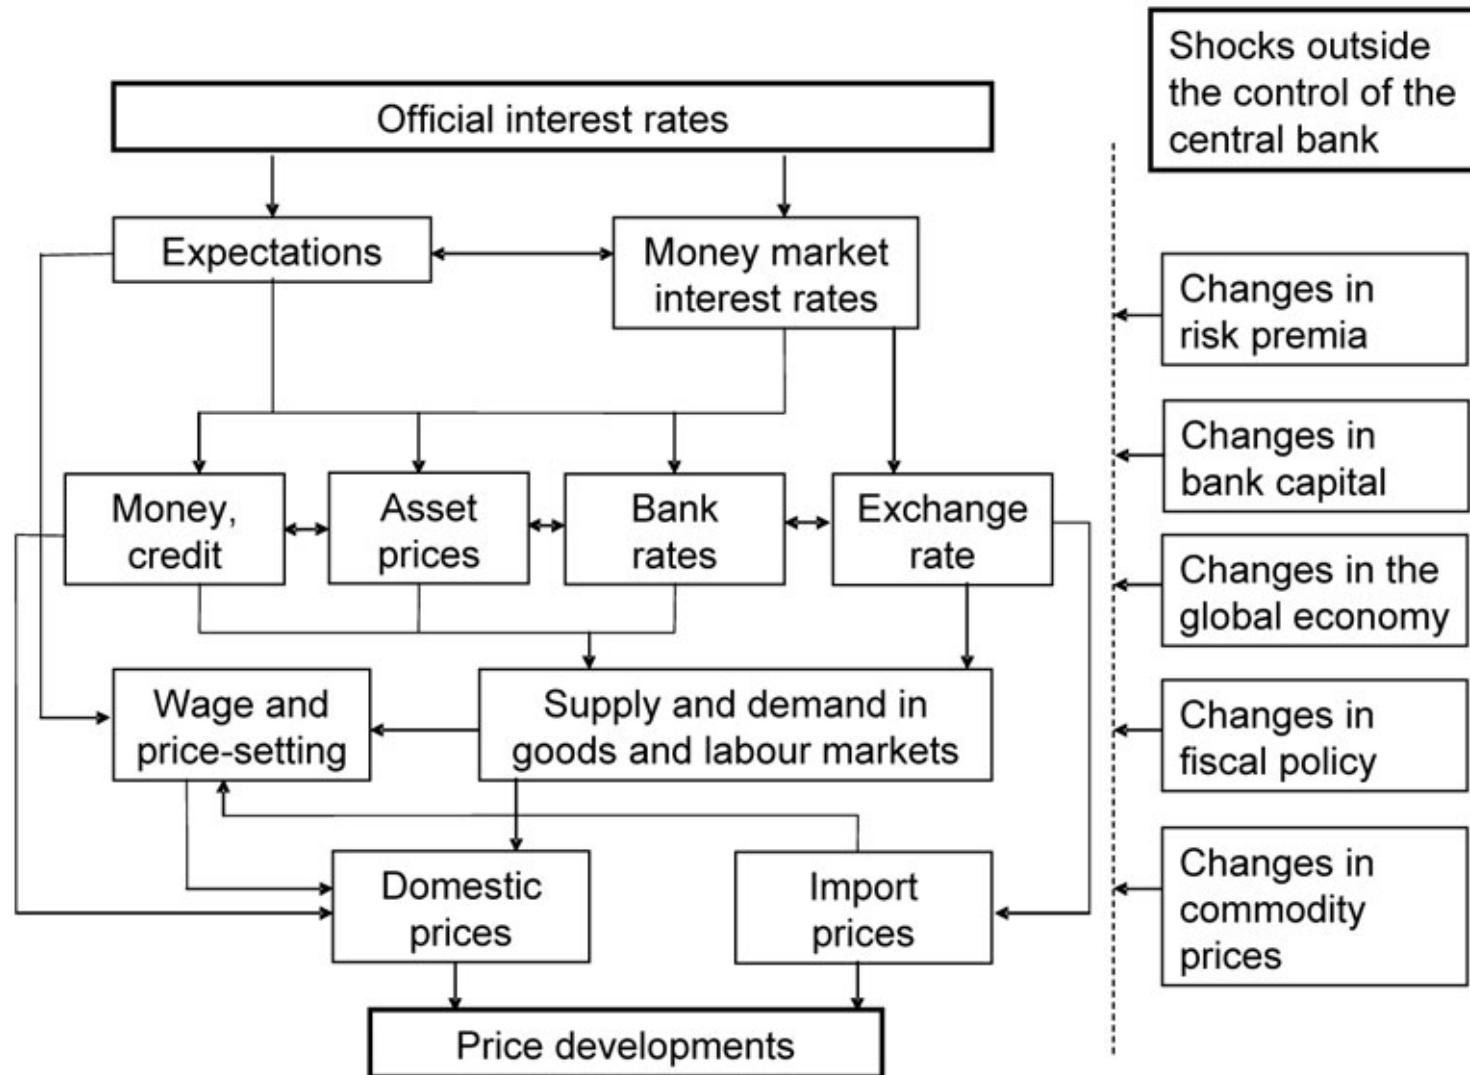 Official interest rates
Shocks outside
the control of the
central bank
Expectations
Money market
interest rates
Changes in
risk premia
Money,
credit
Asset
prices
Bank
rates
Exchange
rate
Changes in
bank capital
Changes in the
global economy
Wage and
price-setting
Supply and demand in
goods and labour markets
Changes in
fiscal policy
Domestic
prices
Import
prices
Changes in
commodity
prices
Price developments